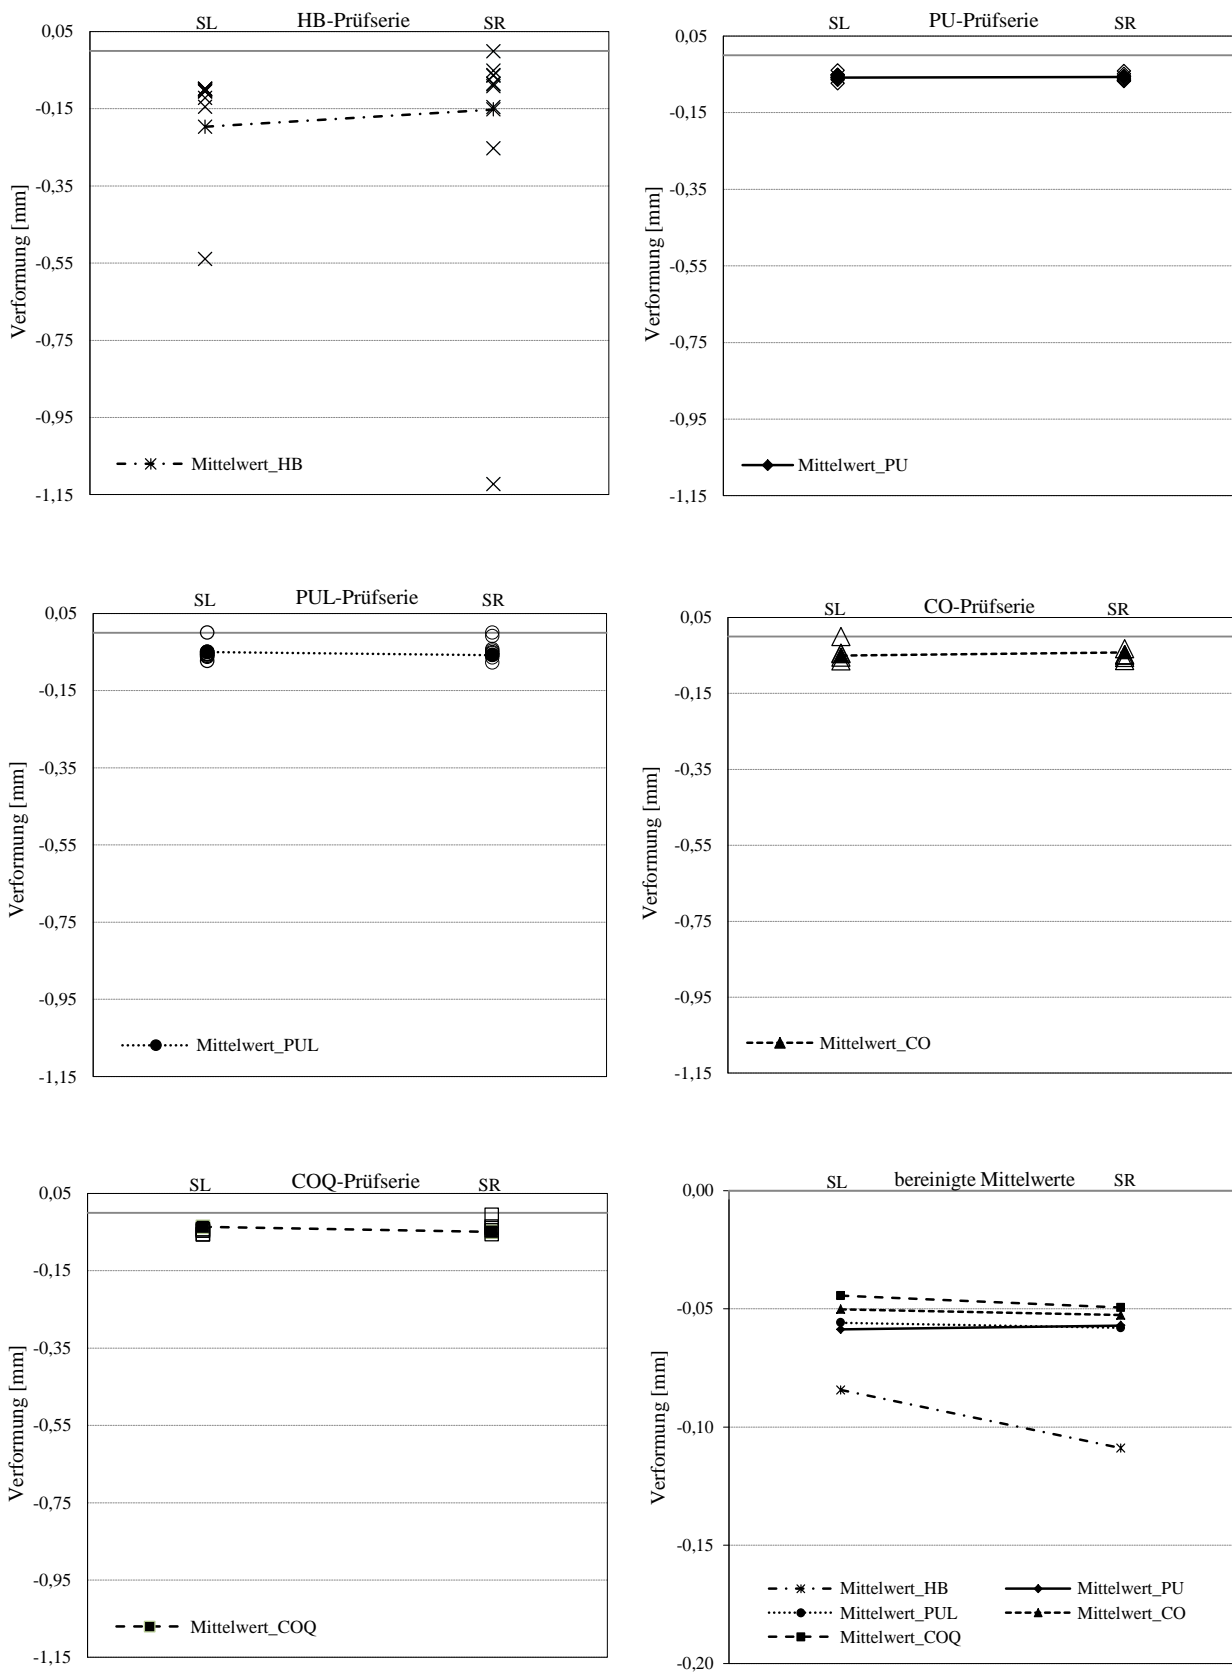 SL HB-Prüfserie SR
0,05
-0,15
-0,35
-0,55
-0,75
-0,95
-1,15
Verformung [mm]
Mittelwert_HB
SL PU-Prüfserie SR
0,05
-0,15
-0,35
-0,55
-0,75
-0,95
-1,15
Verformung [mm]
Mittelwert_PU
SL PUL-Prüfserie SR
0,05
-0,15
-0,35
-0,55
-0,75
-0,95
-1,15
Verformung [mm]
Mittelwert_PUL
SL CO-Prüfserie SR
0,05
-0,15
-0,35
-0,55
-0,75
-0,95
-1,15
Verformung [mm]
Mittelwert_CO
SL COQ-Prüfserie SR
0,05
-0,15
-0,35
-0,55
-0,75
-0,95
-1,15
Verformung [mm]
Mittelwert_COQ
SL bereinigte Mittelwerte SR
0,00
-0,05
-0,10
-0,15
-0,20
Verformung [mm]
Mittelwert_HB Mittelwert_PU
Mittelwert_PUL Mittelwert_CO
Mittelwert_COQ